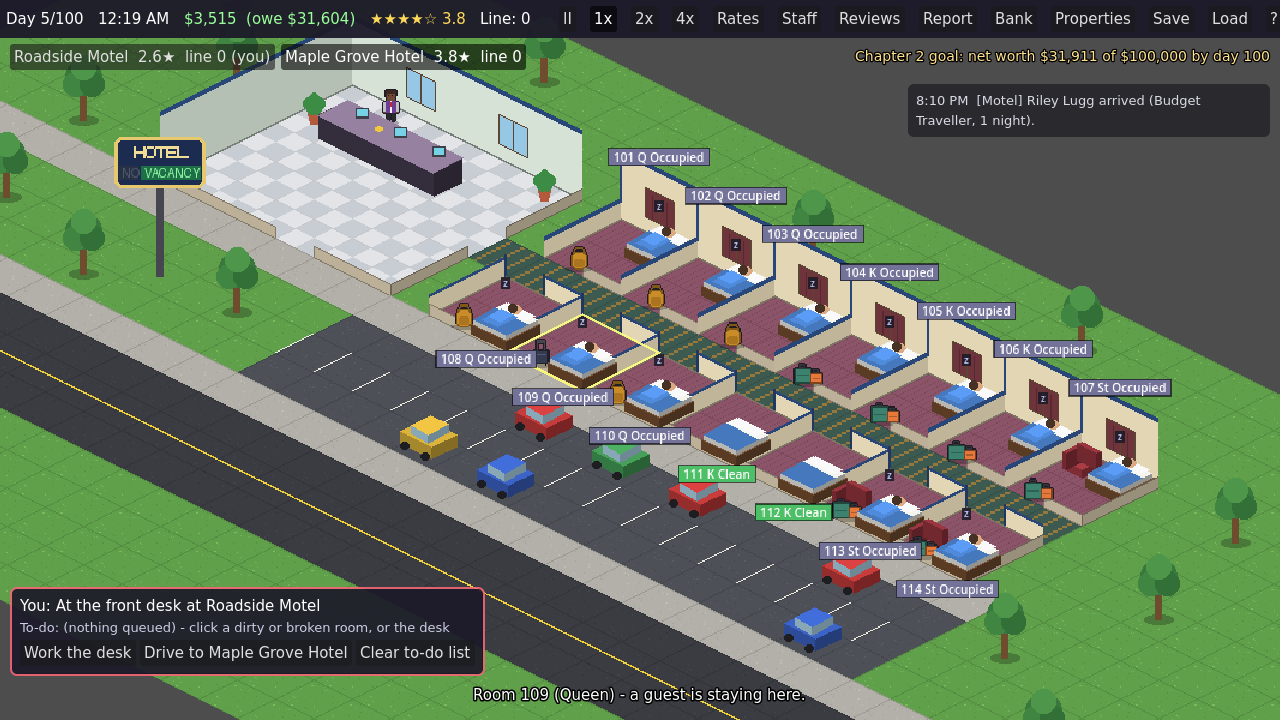 Day 5/100 12:19 AM $3,515 (owe $31,604) ★★★★☆ 3.8 Line: 0 II 1x 2x 4x Rates Staff Reviews Report Bank Properties Save Load ?
Roadside Motel 2.6★ line 0 (you) Maple Grove Hotel 3.8★ line 0
Chapter 2 goal: net worth $31,911 of $100,000 by day 100
8:10 PM [Motel] Riley Lugg arrived (Budget
Traveller, 1 night).
HOTEL
NO VACANCY
101 Q Occupied
102 Q Occupied
103 Q Occupied
104 K Occupied
105 K Occupied
106 K Occupied
107 St Occupied
108 Q Occupied
109 Q Occupied
110 Q Occupied
111 K Clean
112 K Clean
113 St Occupied
114 St Occupied
z
z
z
z
z
z
z
z
z
z
z
z
You: At the front desk at Roadside Motel
To-do: (nothing queued) - click a dirty or broken room, or the desk
Work the desk Drive to Maple Grove Hotel Clear to-do list
Room 109 (Queen) - a guest is staying here.